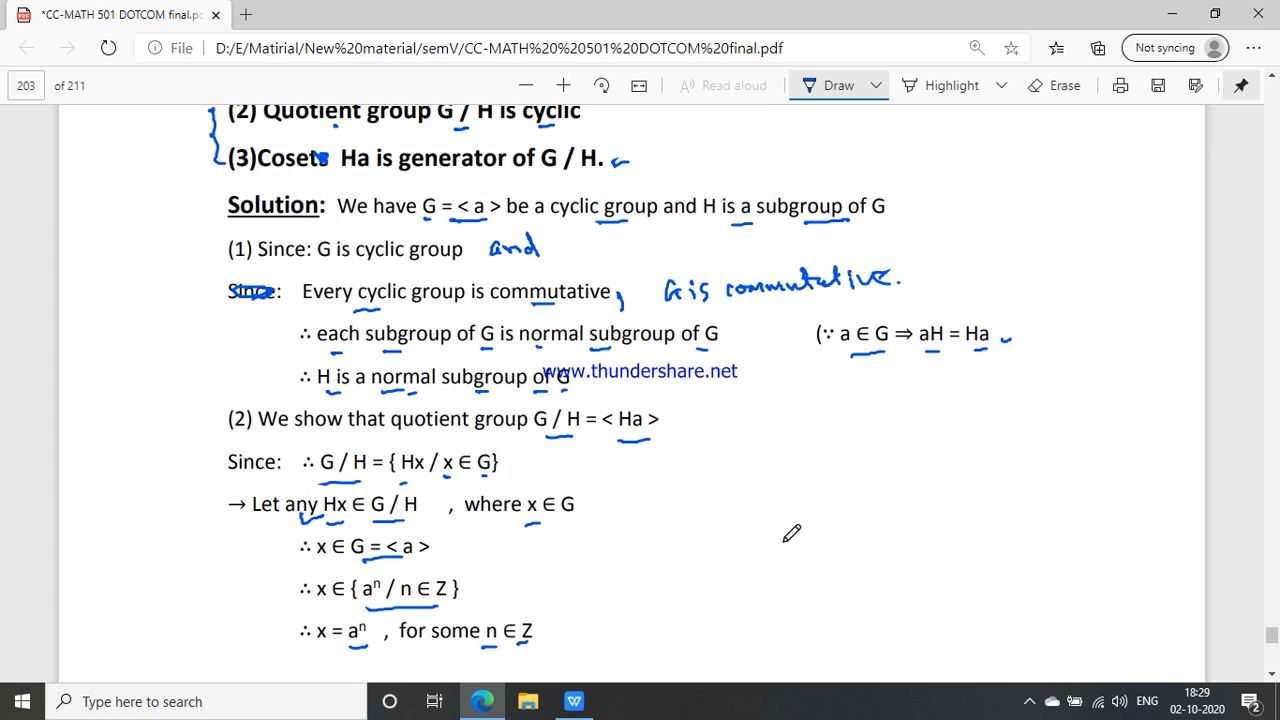 *CC-MATH 501 DOTCOM final.pdf
File D:/E/Matirial/New%20material/semV/CC-MATH%20%20501%20DOTCOM%20final.pdf
Not syncing
203 of 211
Read aloud
Draw
Highlight
Erase
(2) Quotient group G / H is cyclic
(3)Cosets Ha is generator of G / H.
Solution: We have G = < a > be a cyclic group and H is a subgroup of G
(1) Since: G is cyclic group and
Since: Every cyclic group is commutative, G is commutative.
∴ each subgroup of G is normal subgroup of G (∵ a ∈ G ⇒ aH = Ha
∴ H is a normal subgroup of G
www.thundershare.net
(2) We show that quotient group G / H = < Ha >
Since: ∴ G / H = { Hx / x ∈ G}
→ Let any Hx ∈ G / H , where x ∈ G
∴ x ∈ G = < a >
∴ x ∈ { aⁿ / n ∈ Z }
∴ x = aⁿ , for some n ∈ Z
Type here to search
ENG
18:29
02-10-2020
2